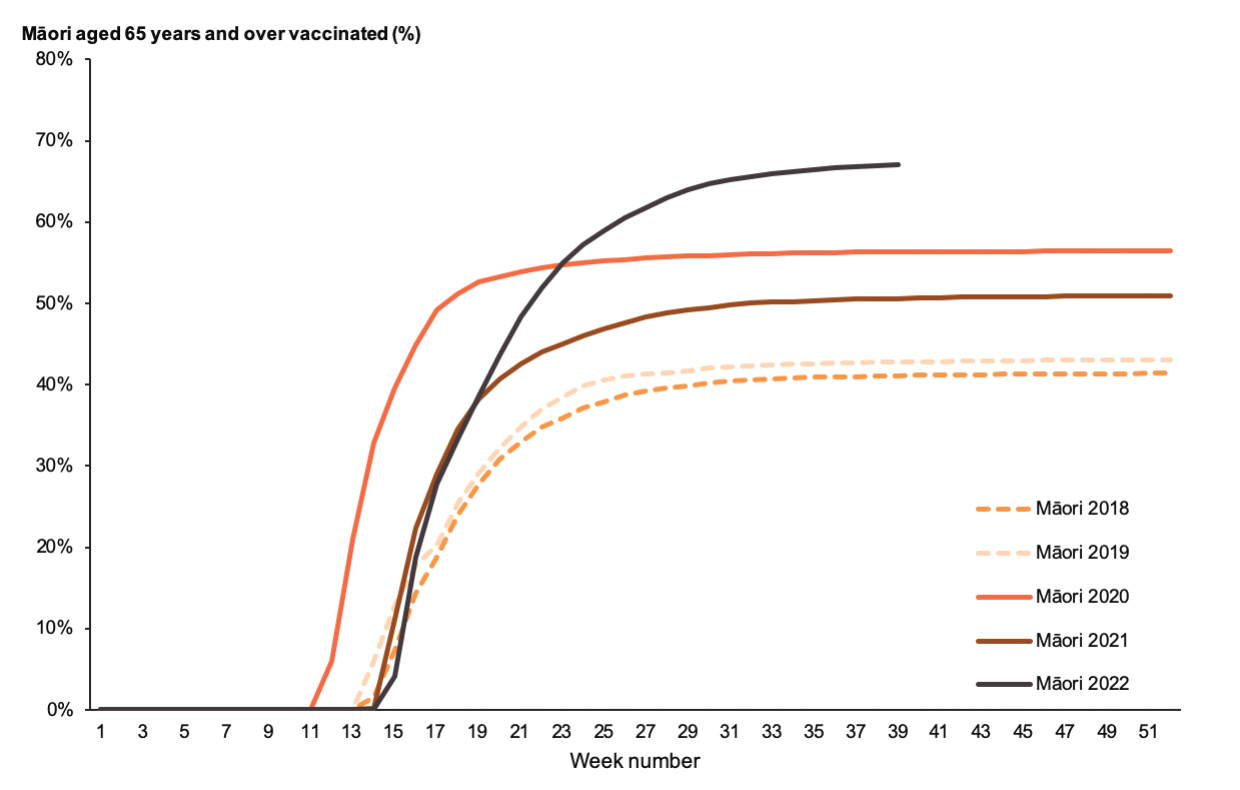 Māori aged 65 years and over vaccinated (%)
80%
70%
60%
50%
40%
30%
20%
10%
0%
Māori 2018
Māori 2019
Māori 2020
Māori 2021
Māori 2022
1 3 5 7 9 11 13 15 17 19 21 23 25 27 29 31 33 35 37 39 41 43 45 47 49 51
Week number